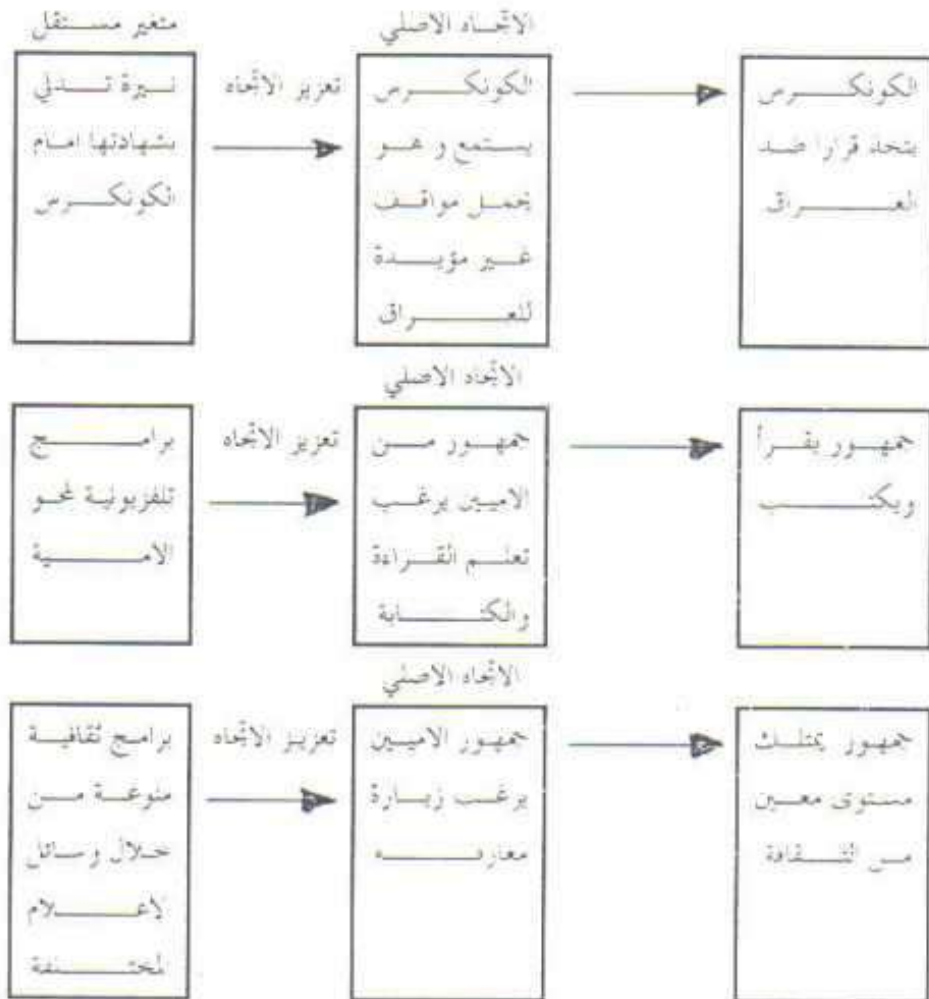 متغير مستقل
نيرة تدلي
بشهادتها امام
الكونكرس
تعزيز الاتجاه
الاتجاه الاصلي
الكونكرس
يستمع و هو
يحمل مواقف
غير مؤيدة
للعراق
الكونكرس
يتخذ قرارا ضد
العراق
برامج
تلفزيونية لمحو
الامية
تعزيز الاتجاه
الاتجاه الاصلي
جمهور من
الاميين يرغب
تعلم القراءة
والكتابة
جمهور يقرأ
ويكتب
برامج ثقافية
منوعة من
خلال وسائل
لإعلام
لمختلفة
تعزيز الاتجاه
الاتجاه الاصلي
جمهور الاميين
يرغب زيارة
معارفه
جمهور يمتلك
مستوى معين
من الثقافة